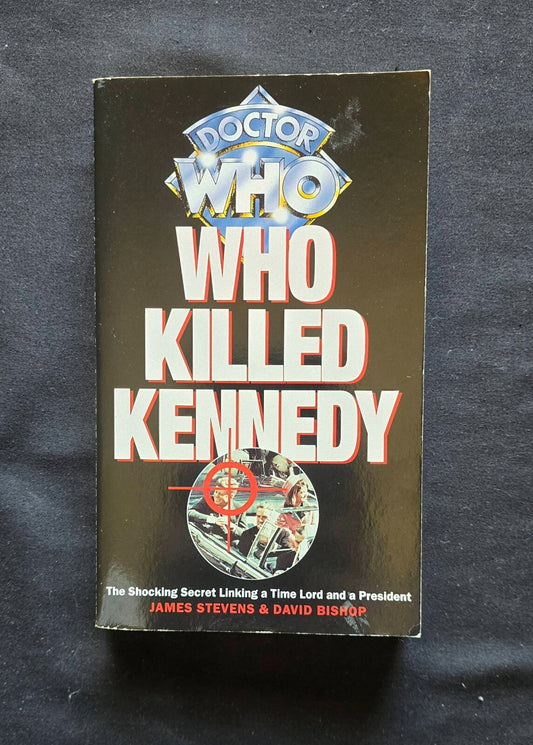 DOCTOR
WHO
WHO
KILLED
KENNEDY
The Shocking Secret Linking a Time Lord and a President
JAMES STEVENS & DAVID BISHOP